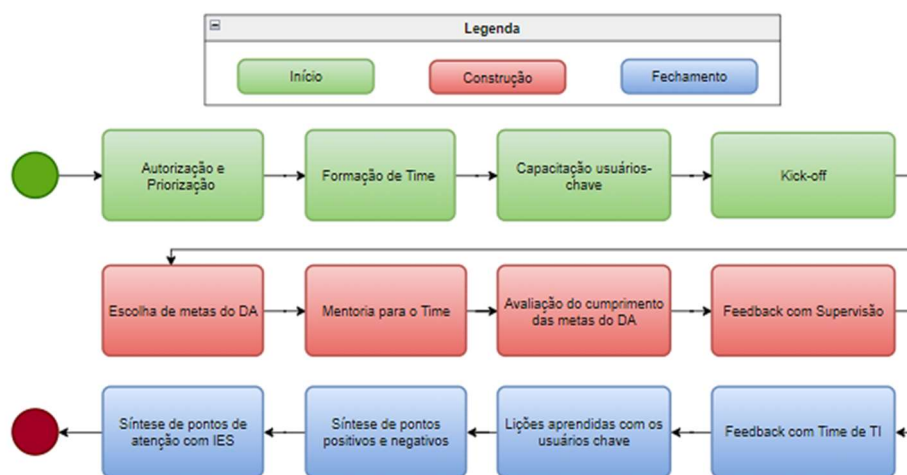 Legenda
Início
Construção
Fechamento
Autorização e
Priorização
Formação de Time
Capacitação usuários-
chave
Kick-off
Escolha de metas do DA
Mentoria para o Time
Avaliação do cumprimento
das metas do DA
Feedback com Supervisão
Síntese de pontos de
atenção com IES
Síntese de pontos
positivos e negativos
Lições aprendidas com os
usuários chave
Feedback com Time de TI